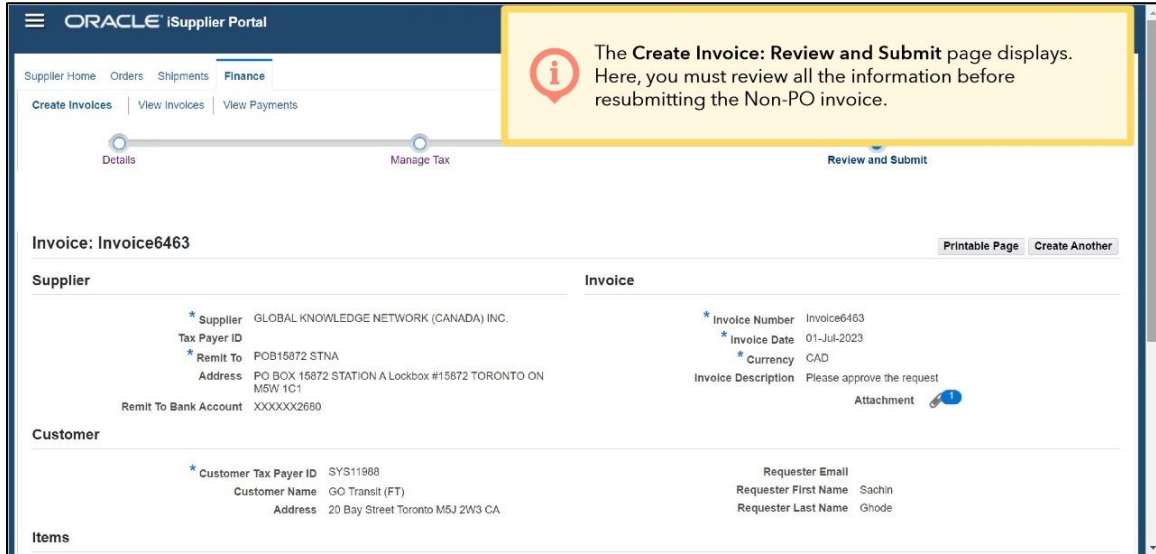 ORACLE iSupplier Portal
The Create Invoice: Review and Submit page displays.
Here, you must review all the information before
resubmitting the Non-PO invoice.
Supplier Home Orders Shipments Finance
Create Invoices View Invoices View Payments
Details Manage Tax Review and Submit
Invoice: Invoice6463
Printable Page Create Another
Supplier
* Supplier GLOBAL KNOWLEDGE NETWORK (CANADA) INC.
Tax Payer ID
* Remit To POB15872 STNA
Address PO BOX 15872 STATION A Lockbox #15872 TORONTO ON
M5W 1C1
Remit To Bank Account XXXXXX2660
Invoice
* Invoice Number Invoice6463
* Invoice Date 01-Jul-2023
* Currency CAD
Invoice Description Please approve the request
Attachment 1
Customer
* Customer Tax Payer ID SYS11988
Customer Name GO Transit (FT)
Address 20 Bay Street Toronto M5J 2W3 CA
Requester Email
Requester First Name Sachin
Requester Last Name Ghode
Items